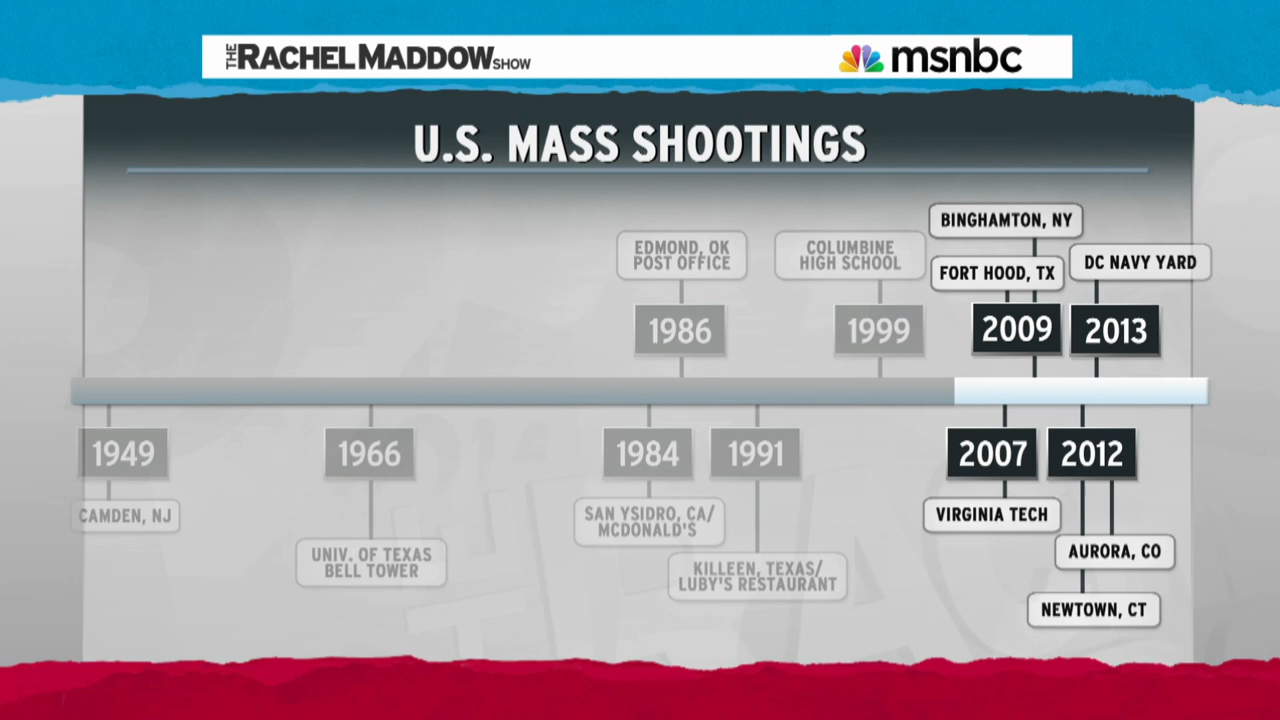 THE RACHEL MADDOW SHOW
msnbc
U.S. MASS SHOOTINGS
BINGHAMTON, NY
EDMOND, OK
POST OFFICE
COLUMBINE
HIGH SCHOOL
FORT HOOD, TX
DC NAVY YARD
1986
1999
2009
2013
1949
1966
1984
1991
2007
2012
CAMDEN, NJ
UNIV. OF TEXAS
BELL TOWER
SAN YSIDRO, CA/
MCDONALD'S
KILLEEN, TEXAS/
LUBY'S RESTAURANT
VIRGINIA TECH
AURORA, CO
NEWTOWN, CT